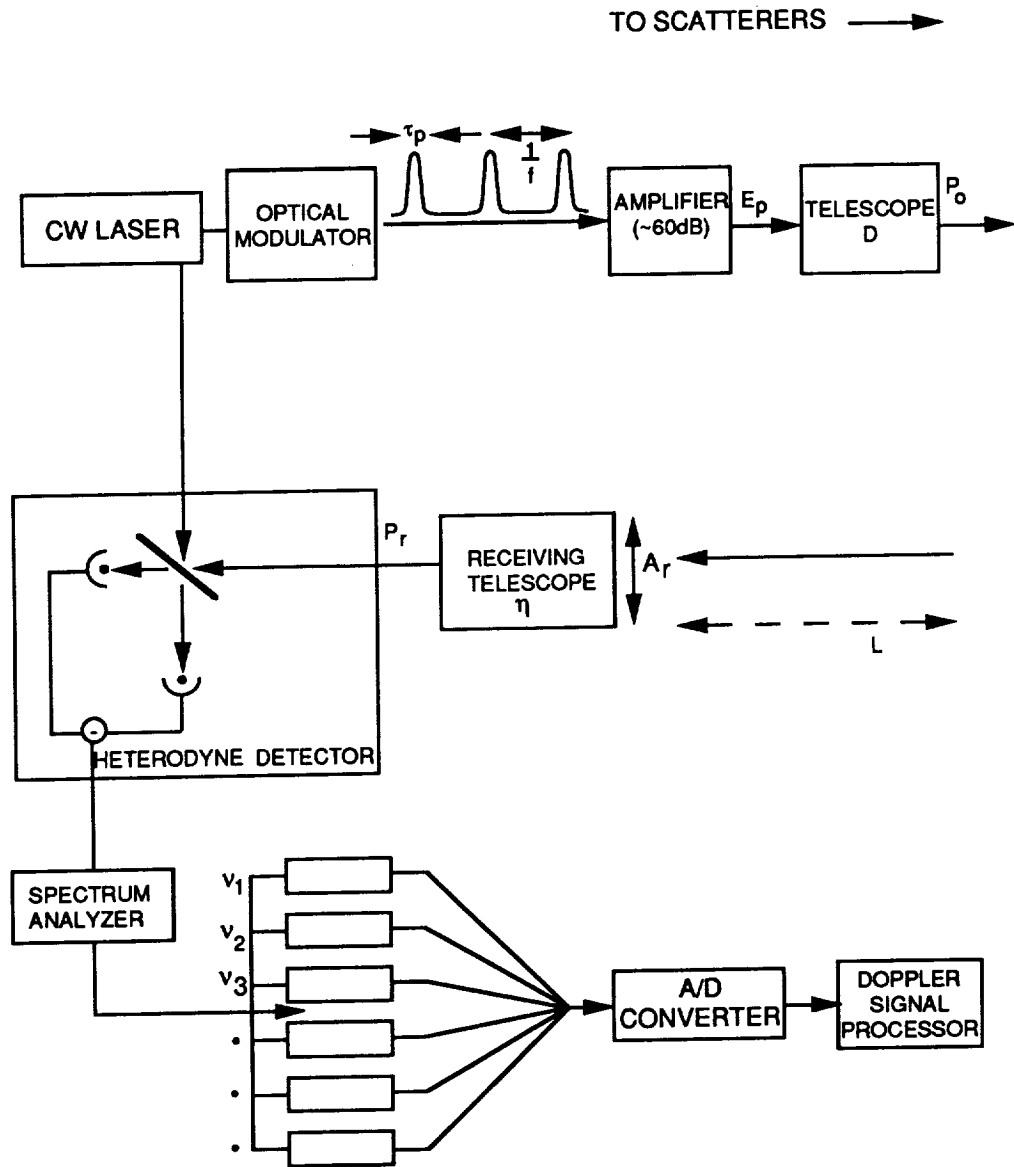 TO SCATTERERS
τp
1
f
CW LASER
OPTICAL
MODULATOR
AMPLIFIER
(~60dB)
Ep
TELESCOPE
D
Po
Pr
RECEIVING
TELESCOPE
η
Ar
L
-
HETERODYNE DETECTOR
SPECTRUM
ANALYZER
ν1
ν2
ν3
•
•
•
A/D
CONVERTER
DOPPLER
SIGNAL
PROCESSOR